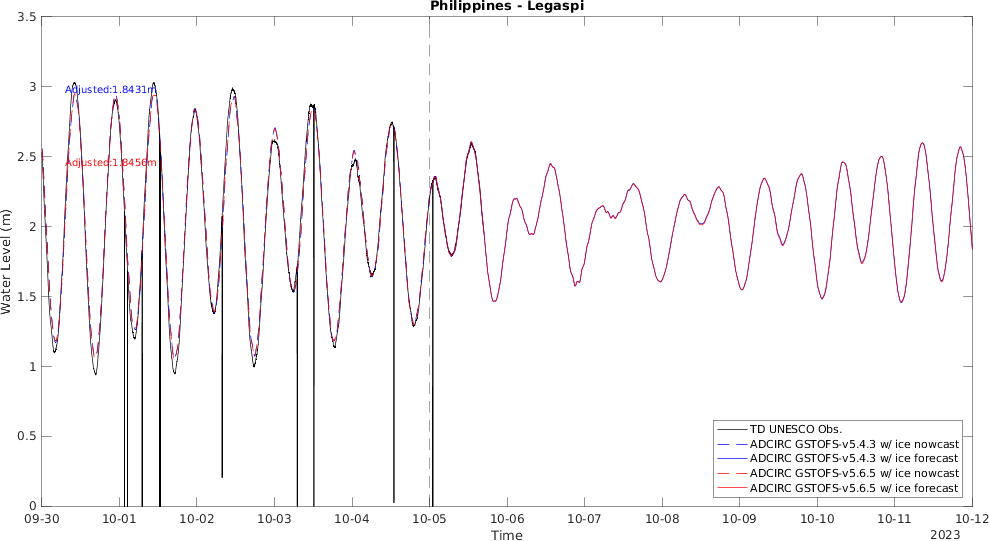 Philippines - Legaspi
Water Level (m)
3.5
3
2.5
2
1.5
1
0.5
0
Adjusted:1.8431m
Adjusted:1.8456m
TD UNESCO Obs.
ADCIRC GSTOFS-v5.4.3 w/ ice nowcast
ADCIRC GSTOFS-v5.4.3 w/ ice forecast
ADCIRC GSTOFS-v5.6.5 w/ ice nowcast
ADCIRC GSTOFS-v5.6.5 w/ ice forecast
09-30 10-01 10-02 10-03 10-04 10-05 10-06 10-07 10-08 10-09 10-10 10-11 10-12
Time
2023